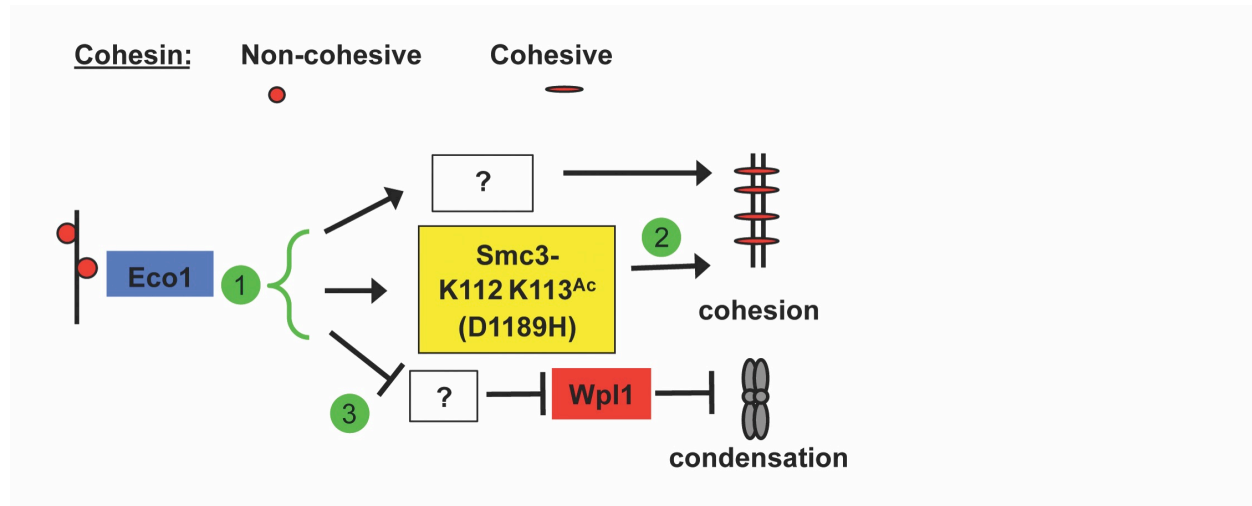 Cohesin: Non-cohesive Cohesive
?
2
Smc3-
K112 K113ᴬᶜ
(D1189H)
Eco1 1
cohesion
3 ? Wpl1
condensation